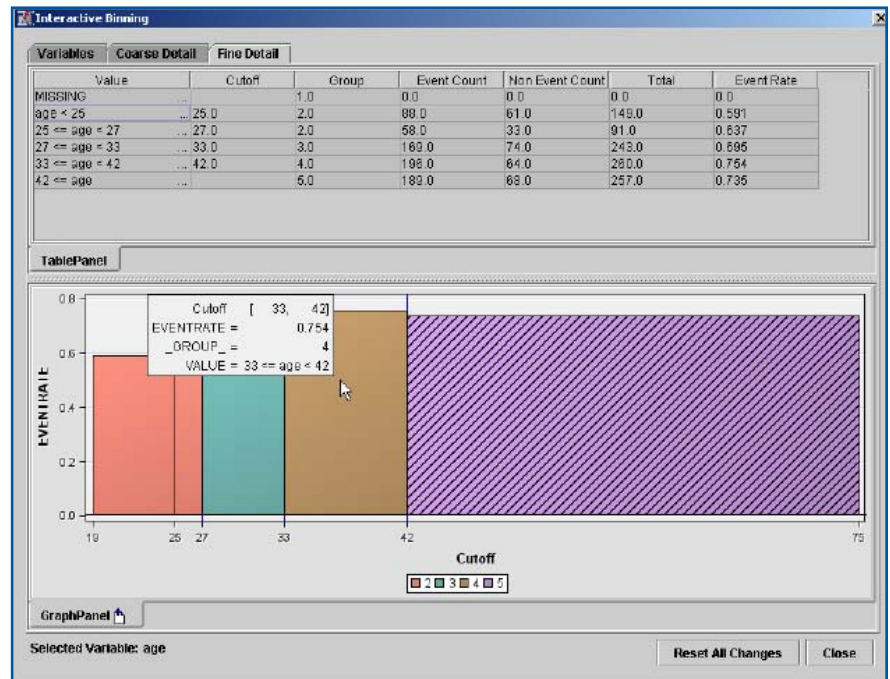 Interactive Binning
Variables Coarse Detail Fine Detail
Value Cutoff Group Event Count Non Event Count Total Event Rate
MISSING ... 1.0 0.0 0.0 0.0 0.0
age < 25 ... 25.0 2.0 88.0 61.0 149.0 0.591
25 <= age < 27 ... 27.0 2.0 58.0 33.0 91.0 0.637
27 <= age < 33 ... 33.0 3.0 169.0 74.0 243.0 0.695
33 <= age < 42 ... 42.0 4.0 196.0 64.0 260.0 0.754
42 <= age ... 5.0 189.0 68.0 257.0 0.735
TablePanel
Cutoff [ 33, 42]
EVENTRATE = 0.754
_GROUP_ = 4
VALUE = 33 <= age < 42
EVENTRATE
0.8
0.6
0.4
0.2
0.0
19 25 27 33 42 75
Cutoff
2 3 4 5
GraphPanel
Selected Variable: age
Reset All Changes Close